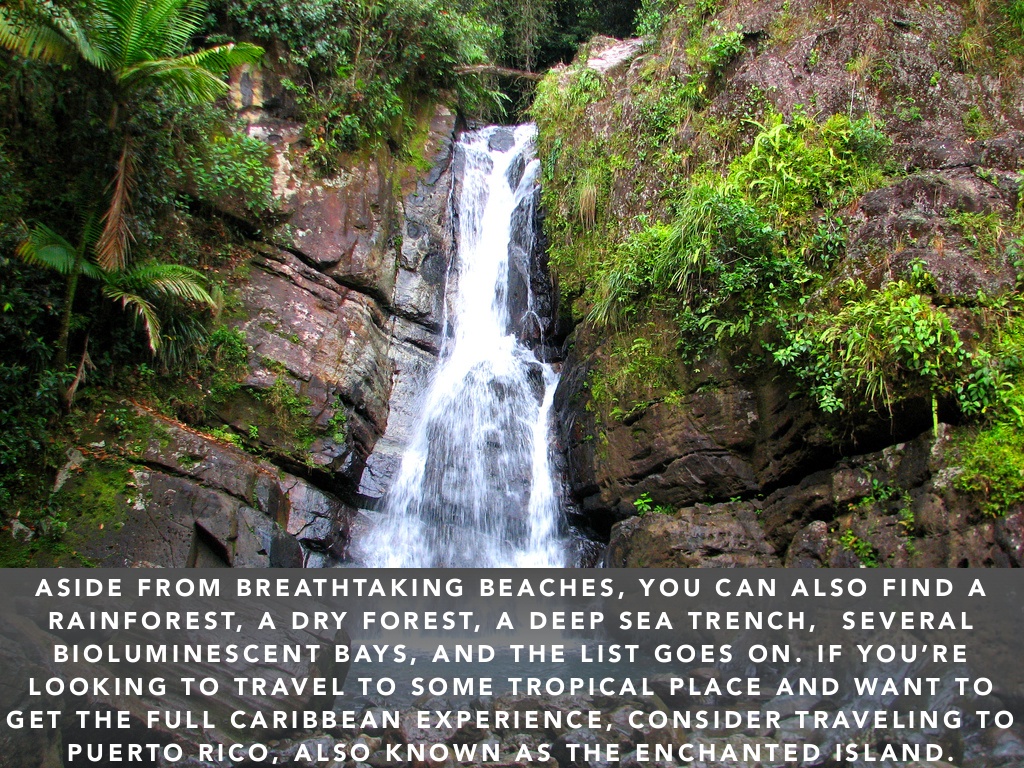 ASIDE FROM BREATHTAKING BEACHES, YOU CAN ALSO FIND A
RAINFOREST, A DRY FOREST, A DEEP SEA TRENCH,  SEVERAL
BIOLUMINESCENT BAYS, AND THE LIST GOES ON. IF YOU’RE
LOOKING TO TRAVEL TO SOME TROPICAL PLACE AND WANT TO
GET THE FULL CARIBBEAN EXPERIENCE, CONSIDER TRAVELING TO
PUERTO RICO, ALSO KNOWN AS THE ENCHANTED ISLAND.